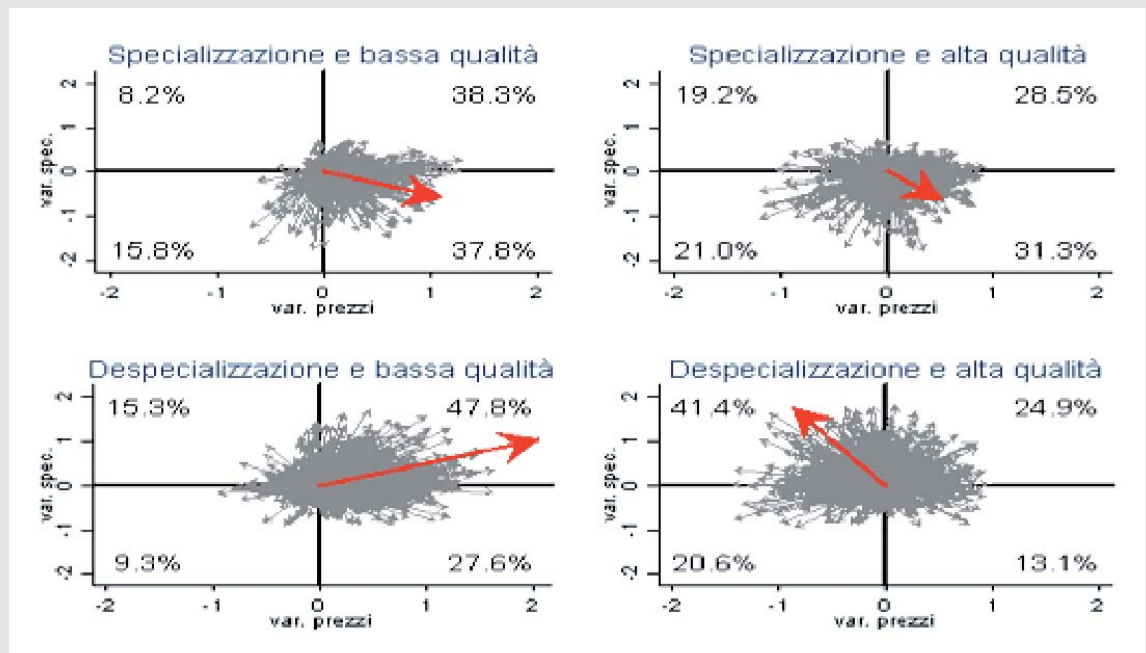 Specializzazione e bassa qualità
8.2% 38.3%
15.8% 37.8%
var. spec.
2
1
0
-1
-2
-2 -1 0 1 2
var. prezzi
Specializzazione e alta qualità
19.2% 28.5%
21.0% 31.3%
var. spec.
2
1
0
-1
-2
-2 -1 0 1 2
var. prezzi
Despecializzazione e bassa qualità
15.3% 47.8%
9.3% 27.6%
var. spec.
2
1
0
-1
-2
-2 -1 0 1 2
var. prezzi
Despecializzazione e alta qualità
41.4% 24.9%
20.6% 13.1%
var. spec.
2
1
0
-1
-2
-2 -1 0 1 2
var. prezzi